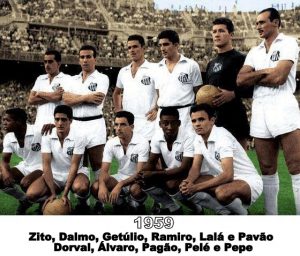 1959
Zito, Dalmo, Getúlio, Ramiro, Lalá e Pavão
Dorval, Álvaro, Pagão, Pelé e Pepe